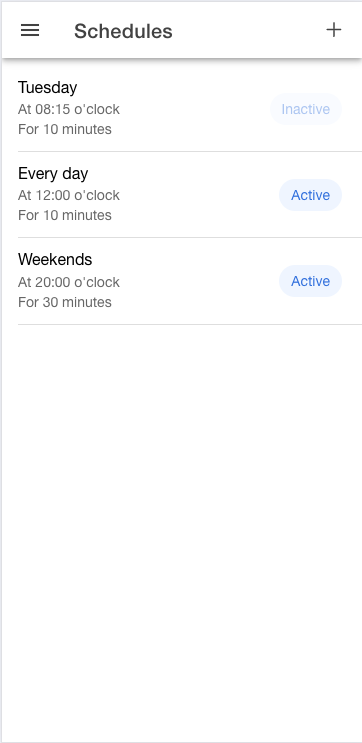 Schedules
Tuesday
At 08:15 o'clock
For 10 minutes
Inactive
Every day
At 12:00 o'clock
For 10 minutes
Active
Weekends
At 20:00 o'clock
For 30 minutes
Active